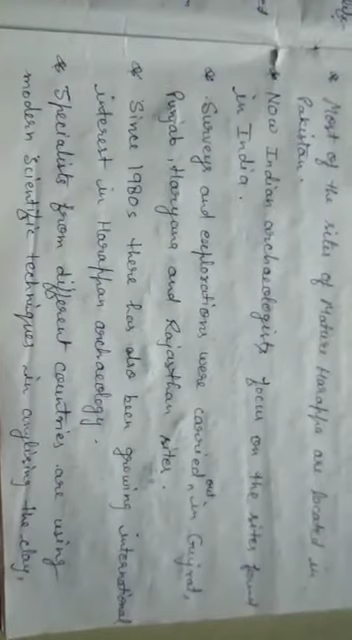 * Most of the sites of Mature Harappa are located in
Pakistan.
* Now Indian archaeologists focus on the sites found
in India.
* Surveys and explorations were carried out in Gujrat,
Punjab, Haryana and Rajasthan sites.
* Since 1980s there has also been growing international
interest in Harappan archaeology.
* Specialists from different countries are using
modern scientific techniques in anylising the clay,